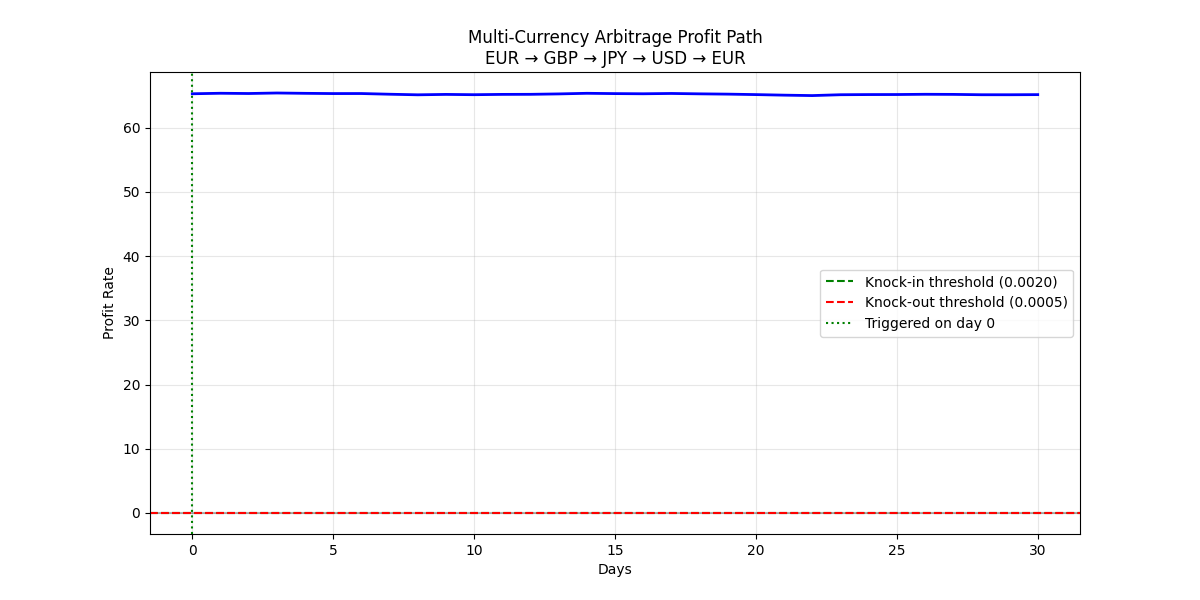 Multi-Currency Arbitrage Profit Path
EUR → GBP → JPY → USD → EUR
Profit Rate
60
50
40
30
20
10
0
Knock-in threshold (0.0020)
Knock-out threshold (0.0005)
Triggered on day 0
0 5 10 15 20 25 30
Days